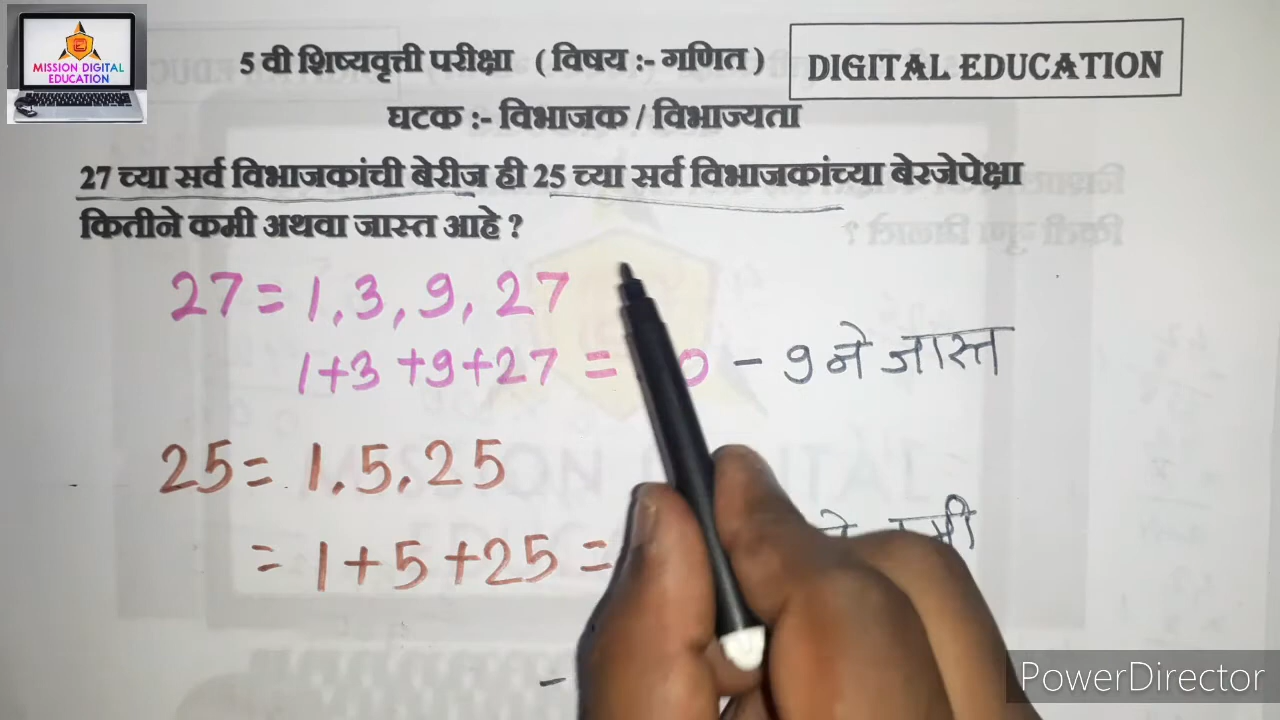 MISSION DIGITAL
EDUCATION
5 वी शिष्यवृत्ती परीक्षा ( विषय :- गणित )
DIGITAL EDUCATION
घटक :- विभाजक / विभाज्यता
27 च्या सर्व विभाजकांची बेरीज ही 25 च्या सर्व विभाजकांच्या बेरजेपेक्षा
कितीने कमी अथवा जास्त आहे ?
27 = 1, 3, 9, 27
1+3+9+27 = 0 - 9 ने जास्त
25 = 1, 5, 25
= 1+5+25 =
-
PowerDirector